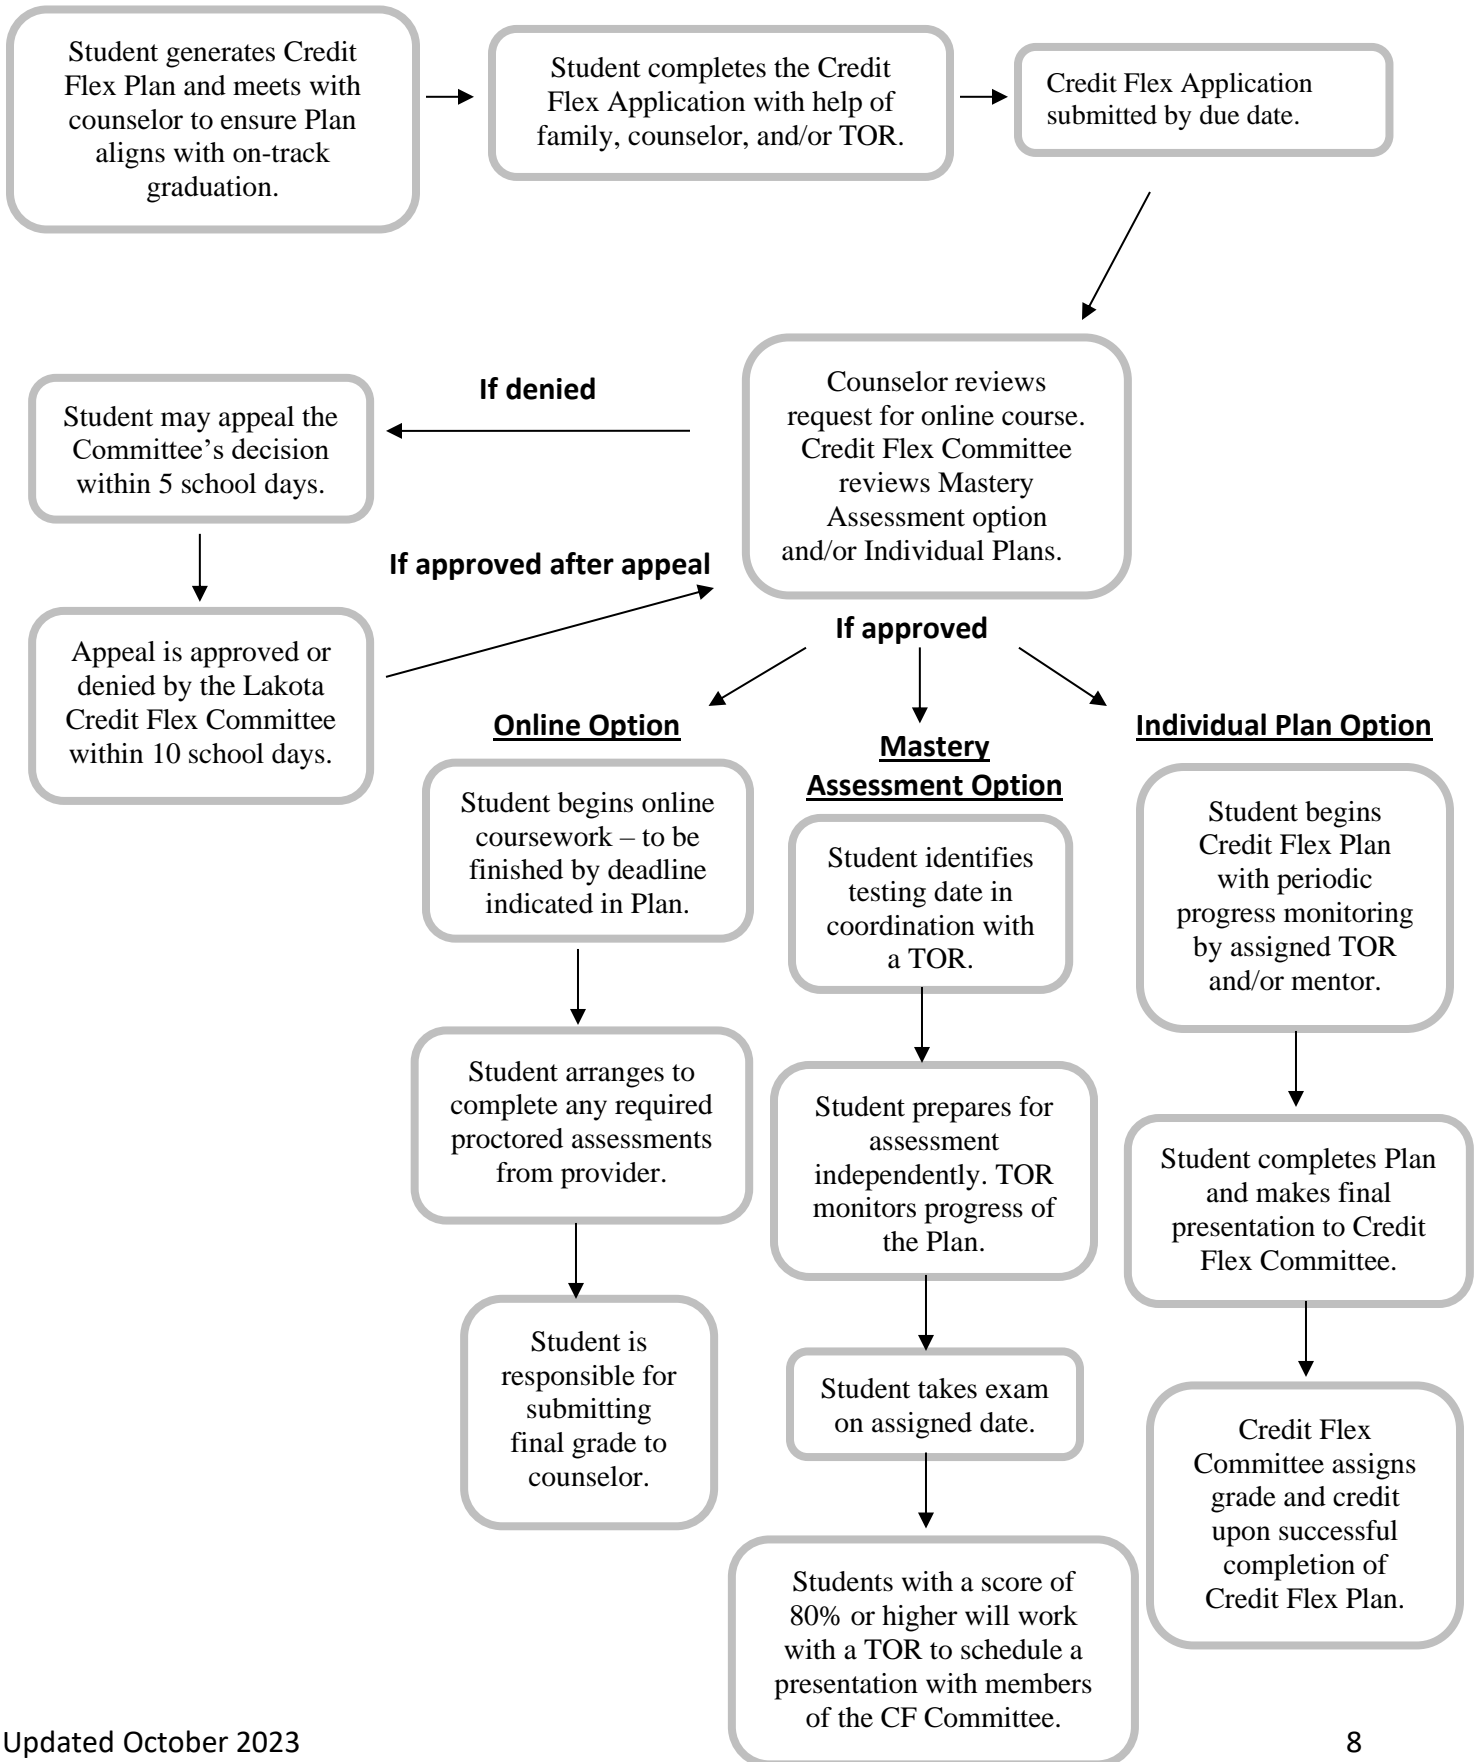 Student generates Credit
Flex Plan and meets with
counselor to ensure Plan
aligns with on-track
graduation.
Student completes the Credit
Flex Application with help of
family, counselor, and/or TOR.
Credit Flex Application
submitted by due date.
Counselor reviews
request for online course.
Credit Flex Committee
reviews Mastery
Assessment option
and/or Individual Plans.
If denied
Student may appeal the
Committee’s decision
within 5 school days.
Appeal is approved or
denied by the Lakota
Credit Flex Committee
within 10 school days.
If approved after appeal
If approved
Online Option
Student begins online
coursework – to be
finished by deadline
indicated in Plan.
Student arranges to
complete any required
proctored assessments
from provider.
Student is
responsible for
submitting
final grade to
counselor.
Mastery
Assessment Option
Student identifies
testing date in
coordination with
a TOR.
Student prepares for
assessment
independently. TOR
monitors progress of
the Plan.
Student takes exam
on assigned date.
Students with a score of
80% or higher will work
with a TOR to schedule a
presentation with members
of the CF Committee.
Individual Plan Option
Student begins
Credit Flex Plan
with periodic
progress monitoring
by assigned TOR
and/or mentor.
Student completes Plan
and makes final
presentation to Credit
Flex Committee.
Credit Flex
Committee assigns
grade and credit
upon successful
completion of
Credit Flex Plan.
Updated October 2023
8